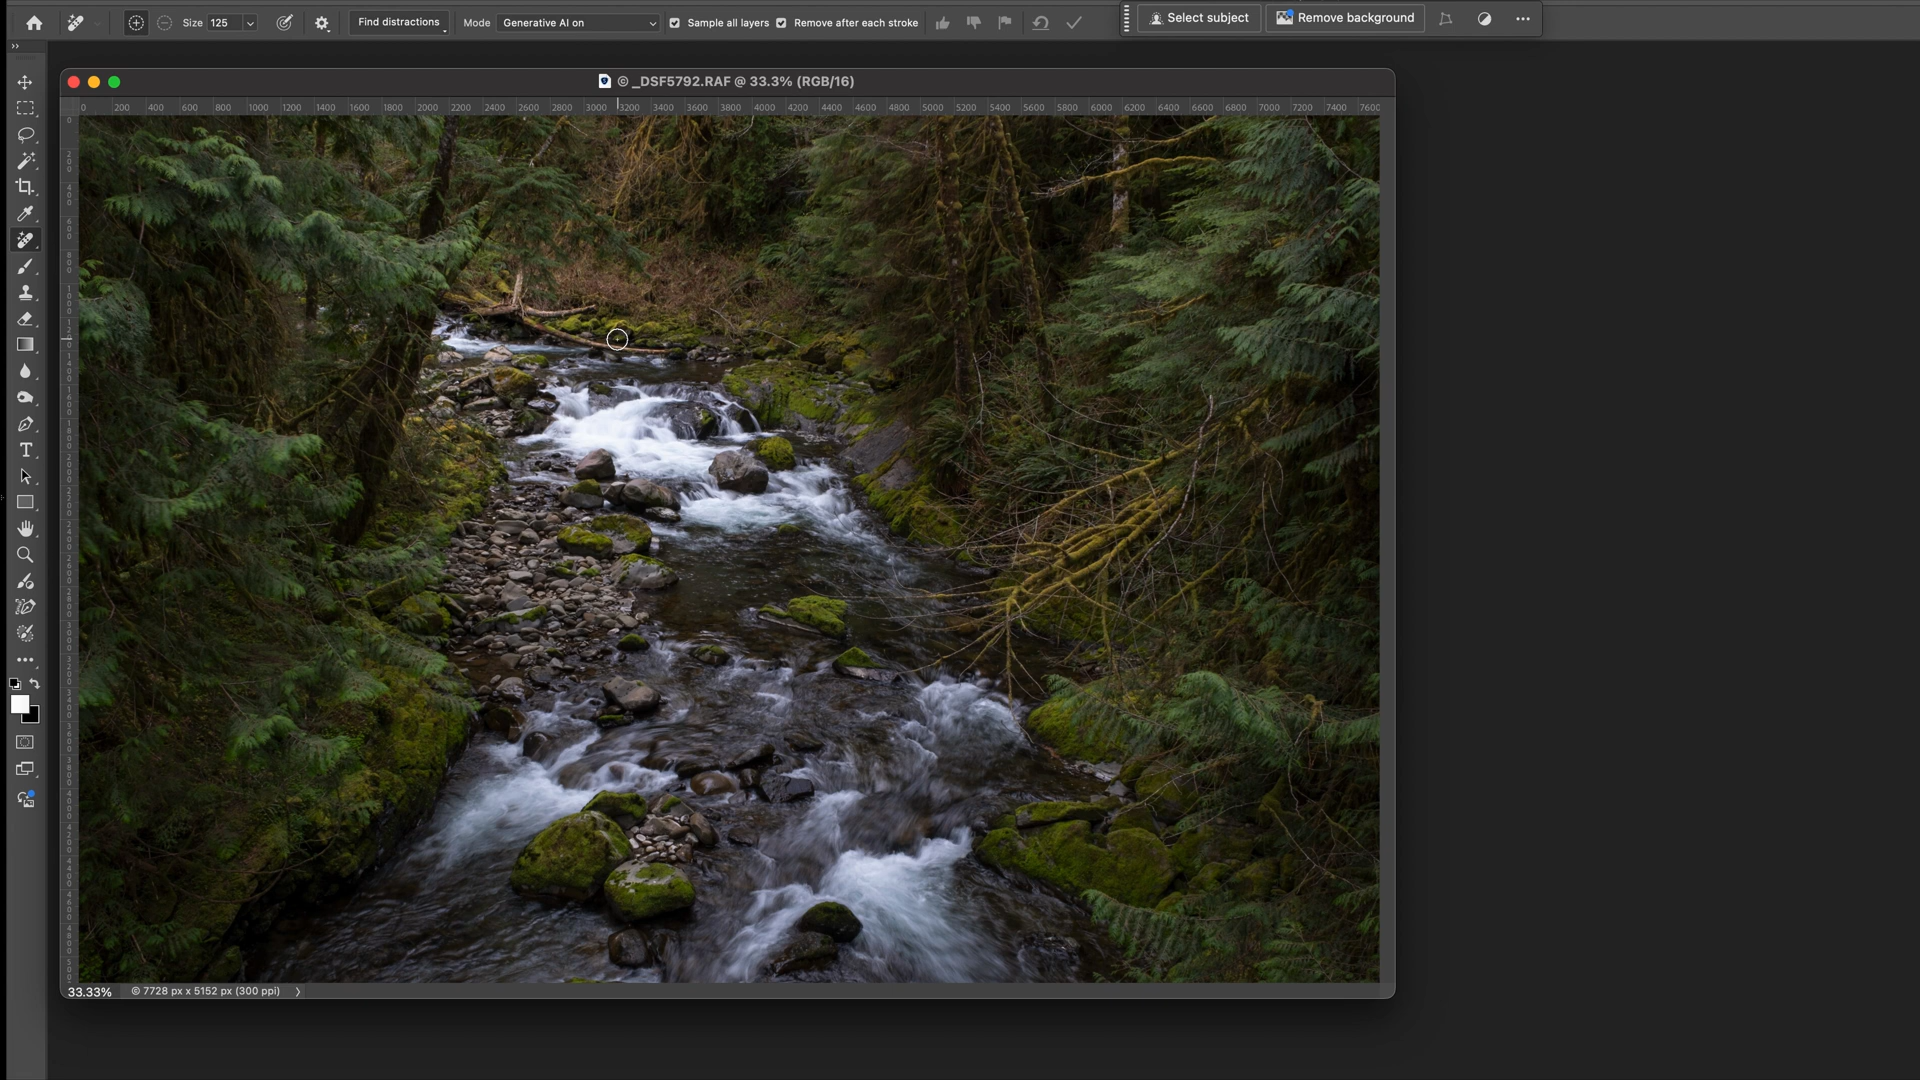 Size 125 Find distractions Mode Generative AI on Sample all layers Remove after each stroke
Select subject Remove background
© _DSF5792.RAF @ 33.3% (RGB/16)
0 200 400 600 800 1000 1200 1400 1600 1800 2000 2200 2400 2600 2800 3000 3200 3400 3600 3800 4000 4200 4400 4600 4800 5000 5200 5400 5600 5800 6000 6200 6400 6600 6800 7000 7200 7400 7600
33.33% © 7728 px x 5152 px (300 ppi)